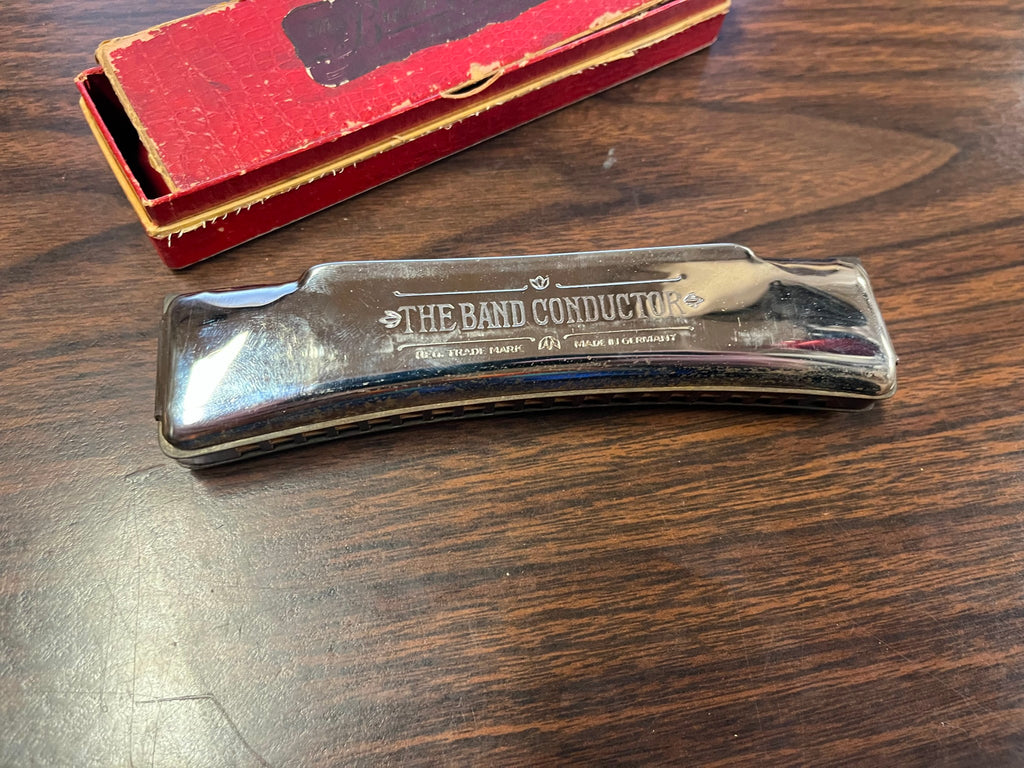 THE BAND CONDUCTOR
REG. TRADE MARK MADE IN GERMANY